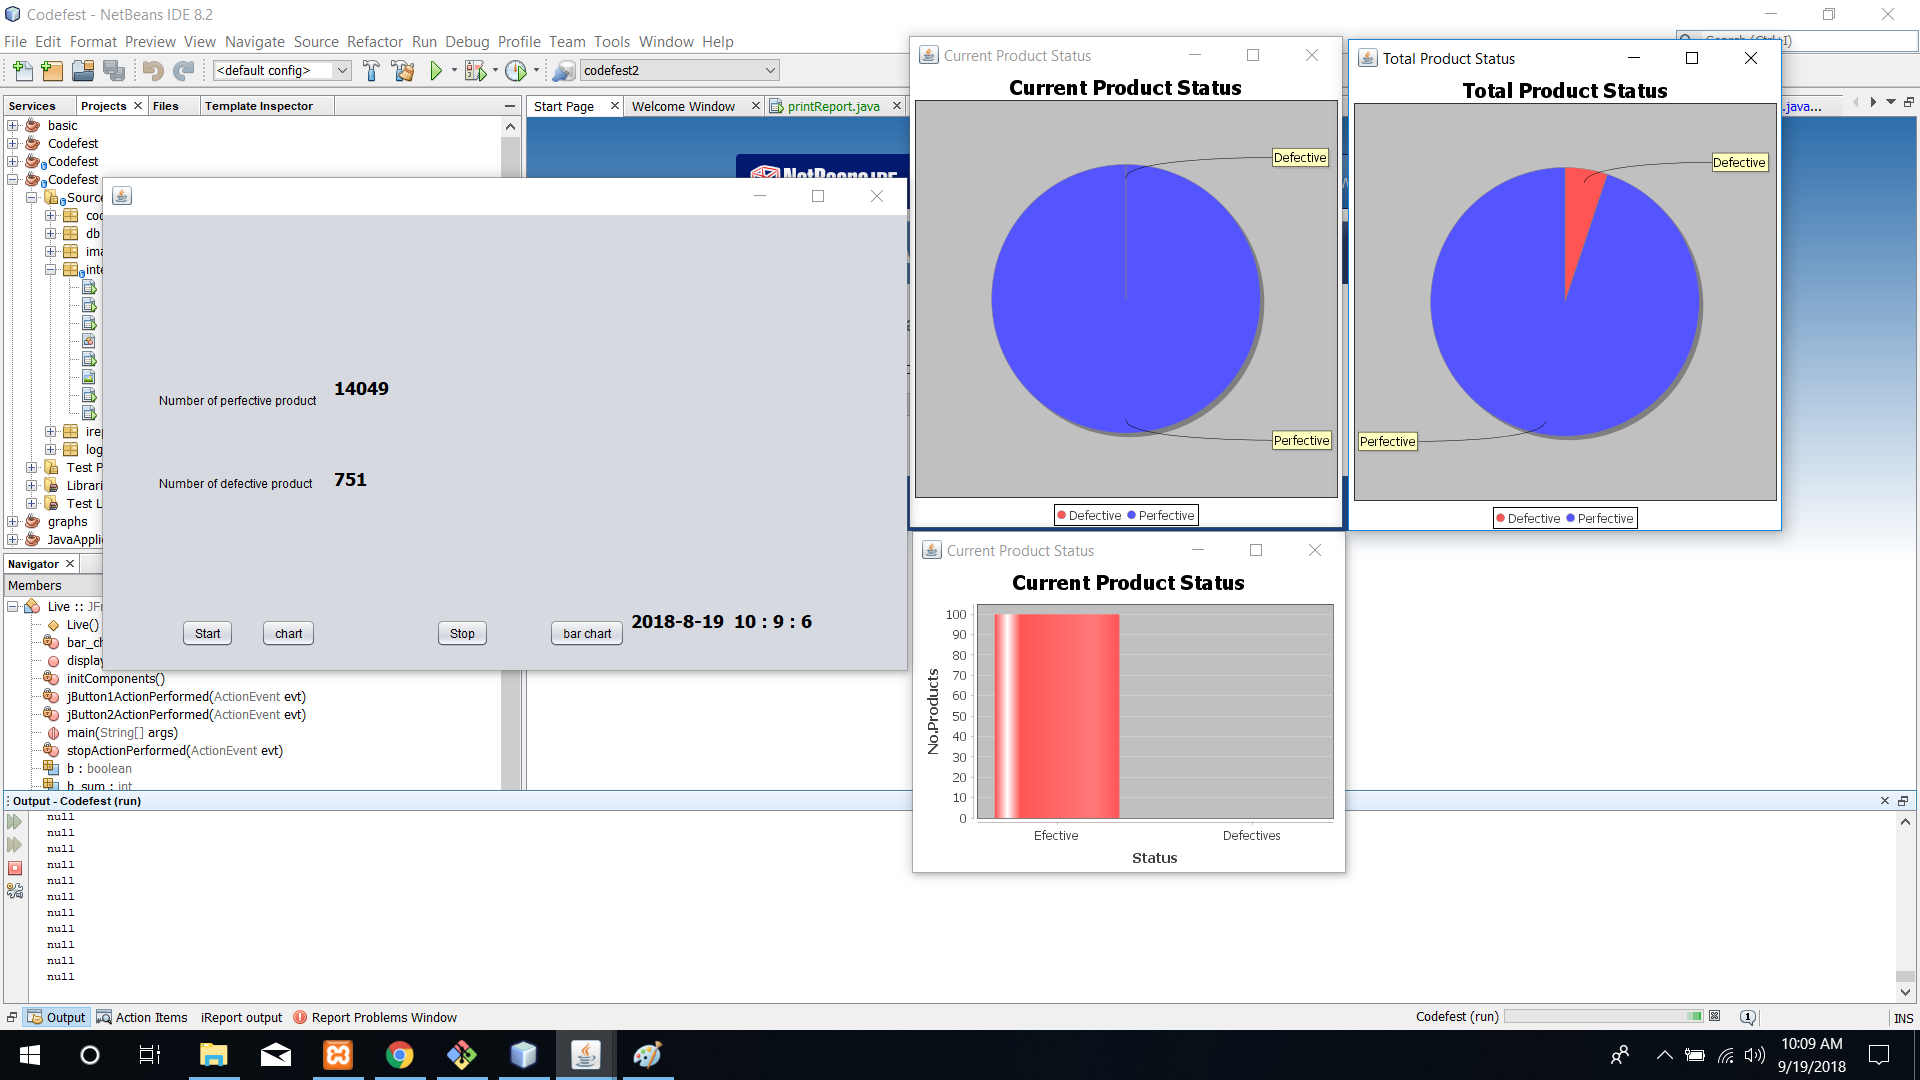 Codefest - NetBeans IDE 8.2
File Edit Format Preview View Navigate Source Refactor Run Debug Profile Team Tools Window Help
<default config>
codefest2
Services
Projects
Files
Template Inspector
Start Page
Welcome Window
printReport.java
.java...
basic
Codefest
Codefest
Codefest
Source
db
Test P
Test L
graphs
JavaApplic
Number of perfective product
14049
Number of defective product
751
Start
chart
Stop
bar chart
2018-8-19 10 : 9 : 6
Current Product Status
Current Product Status
Defective
Perfective
Defective
Perfective
Total Product Status
Total Product Status
Defective
Perfective
Defective
Perfective
Current Product Status
Current Product Status
No.Products
100
90
80
70
60
50
40
30
20
10
0
Efective
Defectives
Status
Navigator
Members
Live ::
Live()
bar_ch
display
initComponents()
jButton1ActionPerformed(ActionEvent evt)
jButton2ActionPerformed(ActionEvent evt)
main(String[] args)
stopActionPerformed(ActionEvent evt)
b : boolean
b_sum : int
Output - Codefest (run)
null
null
null
null
null
null
null
null
null
null
null
Output
Action Items
iReport output
Report Problems Window
Codefest (run)
1
INS
10:09 AM
9/19/2018